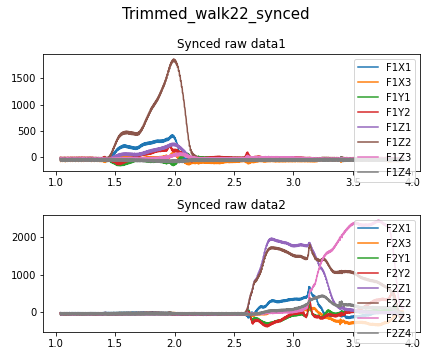 Trimmed_walk22_synced
Synced raw data1
1500
1000
500
0
1.0 1.5 2.0 2.5 3.0 3.5 4.0
F1X1
F1X3
F1Y1
F1Y2
F1Z1
F1Z2
F1Z3
F1Z4
Synced raw data2
2000
1000
0
1.0 1.5 2.0 2.5 3.0 3.5 4.0
F2X1
F2X3
F2Y1
F2Y2
F2Z1
F2Z2
F2Z3
F2Z4